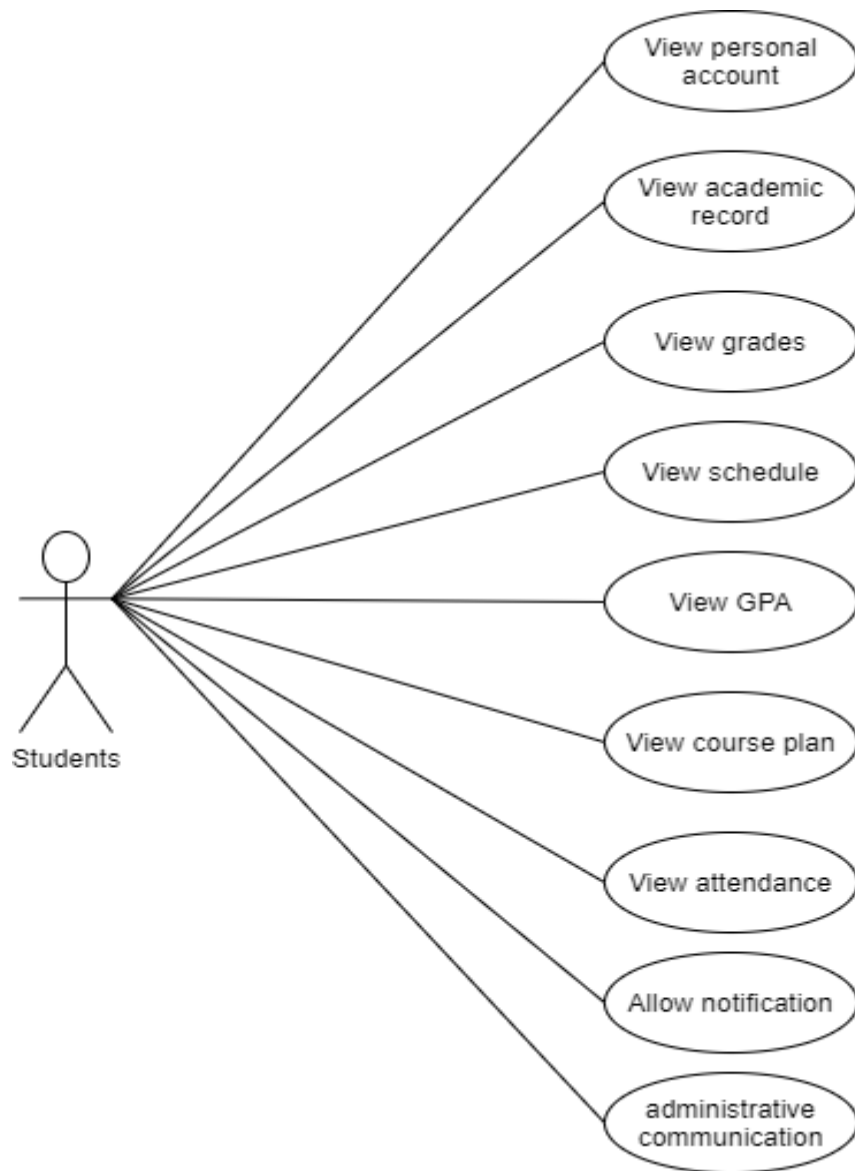 View personal
account
View academic
record
View grades
View schedule
View GPA
Students
View course plan
View attendance
Allow notification
administrative
communication